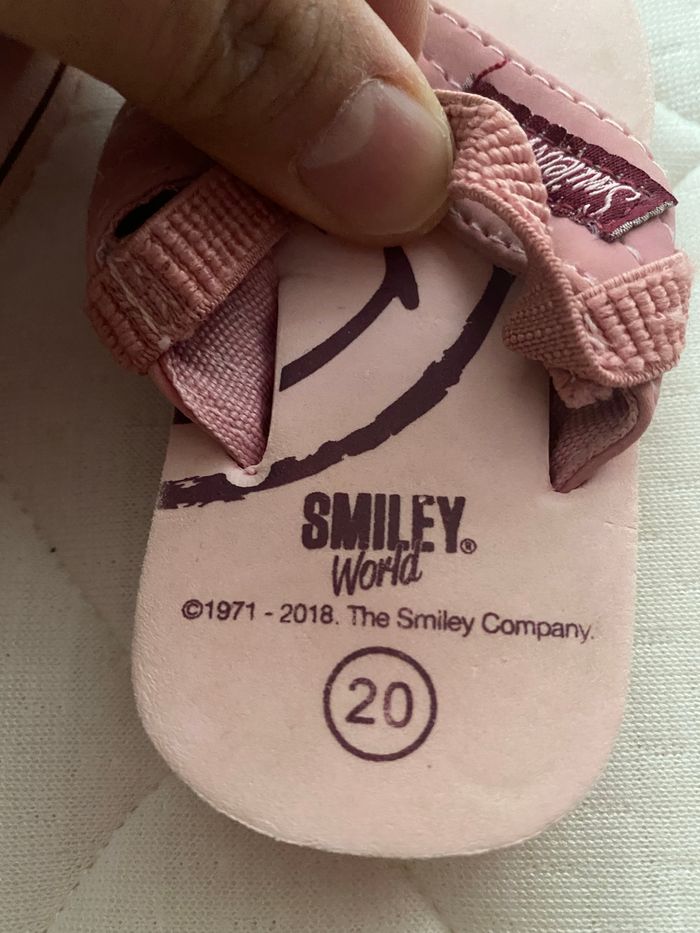 SMILEY®
World
©1971 - 2018. The Smiley Company.
20